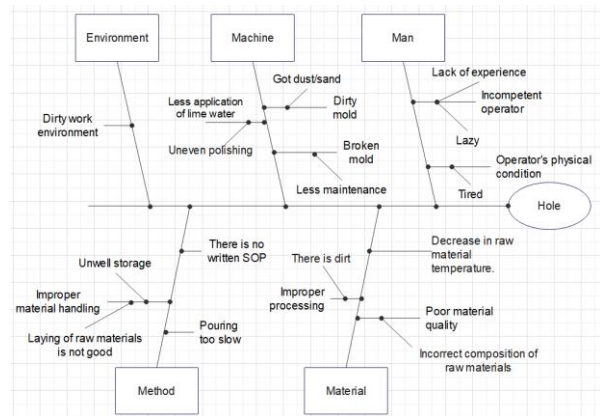 Environment
Machine
Man
Got dust/sand
Less application
of lime water
Dirty
mold
Uneven polishing
Broken
mold
Less maintenance
Dirty work
environment
Lack of experience
Incompetent
operator
Lazy
Operator's physical
condition
Tired
Hole
There is no
written SOP
Unwell storage
Improper
material handling
Laying of raw materials
is not good
Pouring
too slow
Decrease in raw
material
temperature.
There is dirt
Improper
processing
Poor material
quality
Incorrect composition of
raw materials
Method
Material